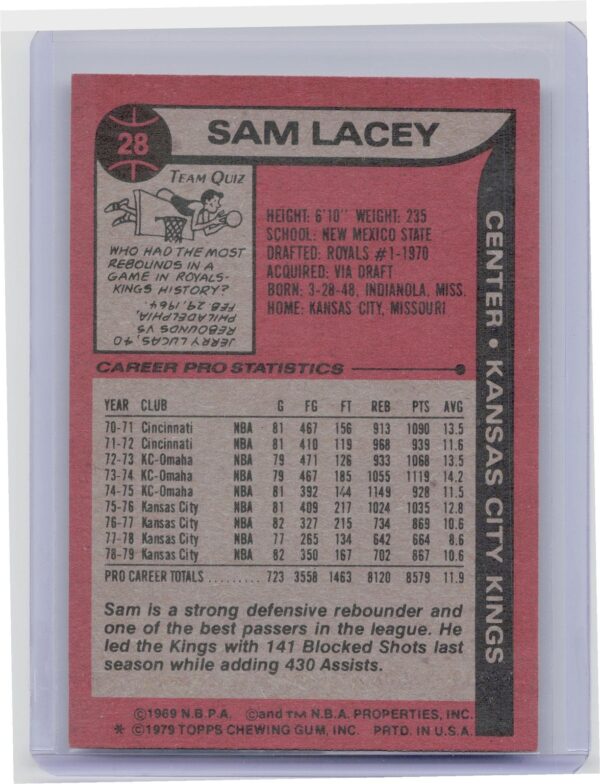 28
SAM LACEY
TEAM QUIZ
WHO HAD THE MOST
REBOUNDS IN A
GAME IN ROYALS-
KINGS HISTORY?
JERRY LUCAS, 40
REBOUNDS VS
PHILADELPHIA,
FEB. 29, 1964.
HEIGHT: 6'10" WEIGHT: 235
SCHOOL: NEW MEXICO STATE
DRAFTED: ROYALS #1-1970
ACQUIRED: VIA DRAFT
BORN: 3-28-48, INDIANOLA, MISS.
HOME: KANSAS CITY, MISSOURI
CENTER • KANSAS CITY KINGS
CAREER PRO STATISTICS
YEAR CLUB G FG FT REB PTS AVG
70-71 Cincinnati NBA 81 467 156 913 1090 13.5
71-72 Cincinnati NBA 81 410 119 968 939 11.6
72-73 KC-Omaha NBA 79 471 126 933 1068 13.5
73-74 KC-Omaha NBA 79 467 185 1055 1119 14.2
74-75 KC-Omaha NBA 81 392 144 1149 928 11.5
75-76 Kansas City NBA 81 409 217 1024 1035 12.8
76-77 Kansas City NBA 82 327 215 734 869 10.6
77-78 Kansas City NBA 77 265 134 642 664 8.6
78-79 Kansas City NBA 82 350 167 702 867 10.6
PRO CAREER TOTALS ......... 723 3558 1463 8120 8579 11.9
Sam is a strong defensive rebounder and
one of the best passers in the league. He
led the Kings with 141 Blocked Shots last
season while adding 430 Assists.
©1969 N.B.P.A. ©and TM N.B.A. PROPERTIES, INC.
* ©1979 TOPPS CHEWING GUM, INC. PRTD. IN U.S.A.